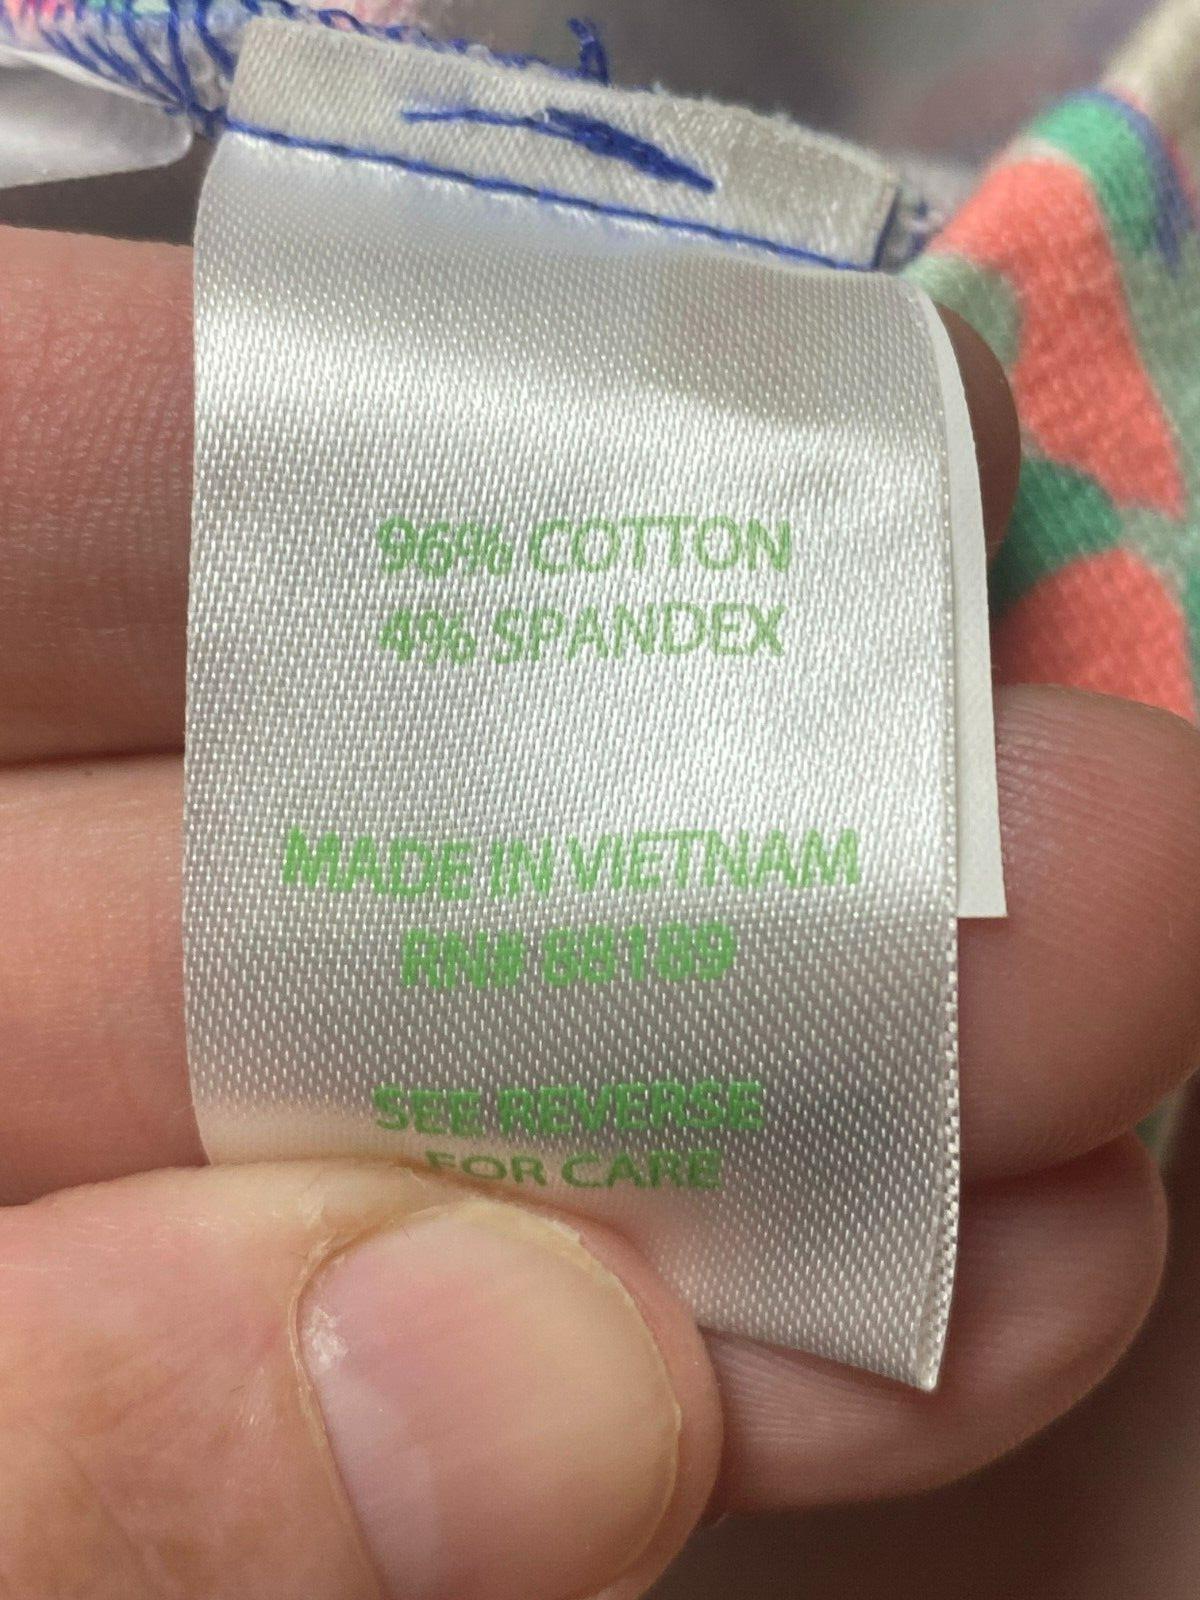 96% COTTON
4% SPANDEX
MADE IN VIETNAM
RN# 88189
SEE REVERSE
FOR CARE